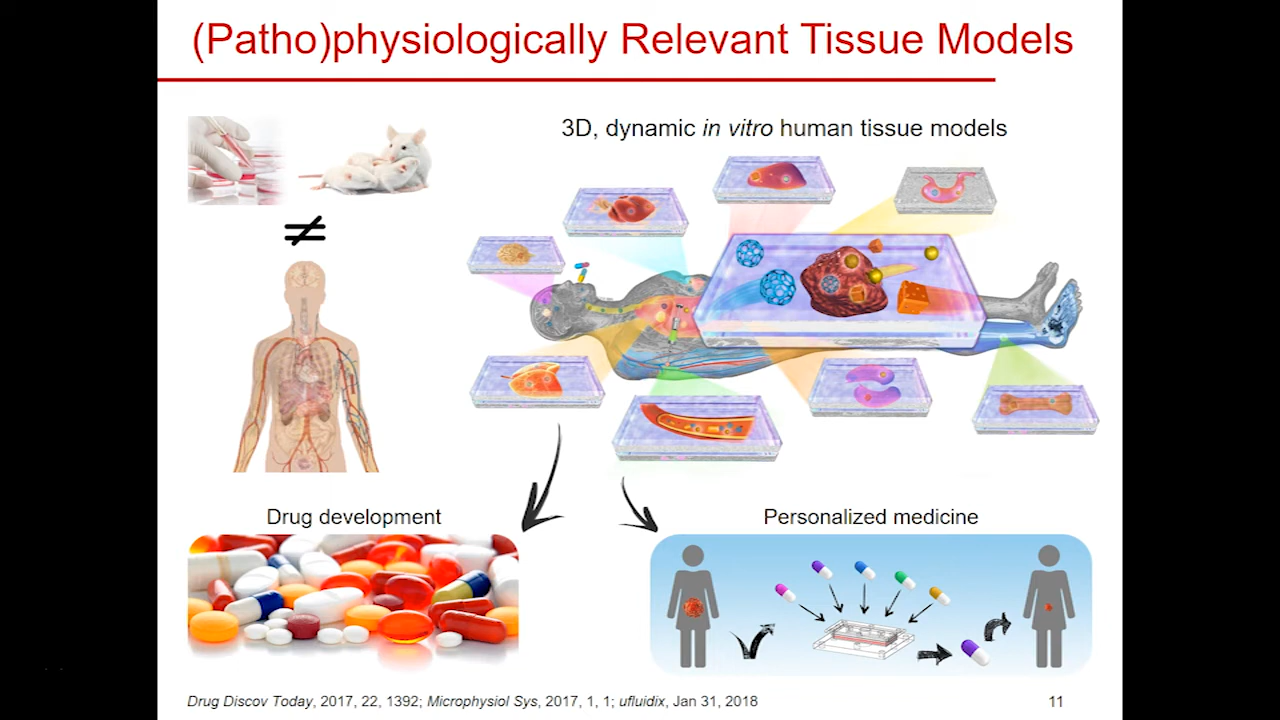 (Patho)physiologically Relevant Tissue Models
3D, dynamic in vitro human tissue models
≠
Drug development
Personalized medicine
Drug Discov Today, 2017, 22, 1392; Microphysiol Sys, 2017, 1, 1; ufluidix, Jan 31, 2018
11